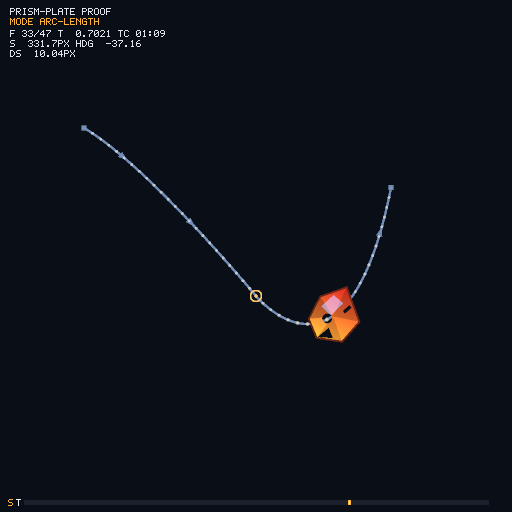 PRISM-PLATE PROOF
MODE ARC-LENGTH
F 33/47 T  0.7021 TC 01:09
S  331.7PX HDG  -37.16
DS  10.04PX
ST